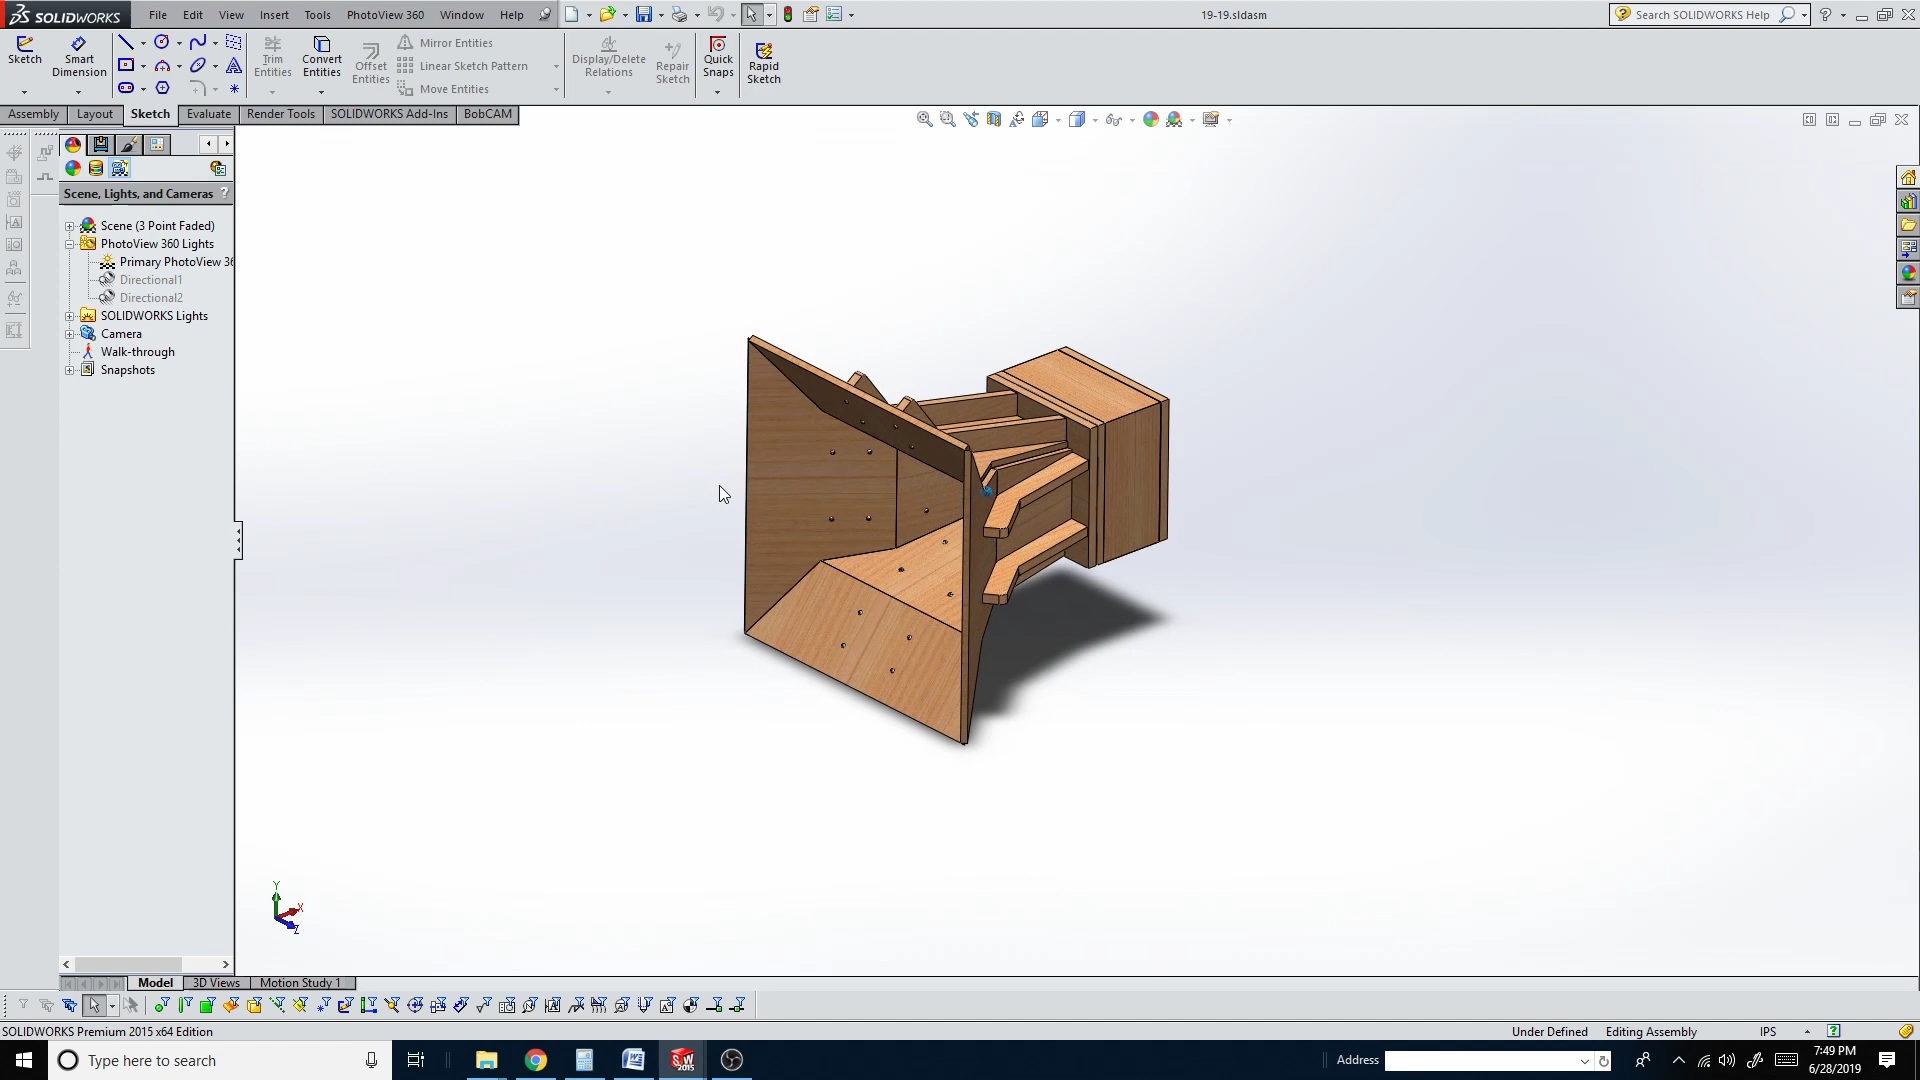 SOLIDWORKS File Edit View Insert Tools PhotoView 360 Window Help 19-19.sldasm Search SOLIDWORKS Help
Sketch Smart Dimension Trim Entities Convert Entities Offset Entities Mirror Entities Linear Sketch Pattern Move Entities Display/Delete Relations Repair Sketch Quick Snaps Rapid Sketch
Assembly Layout Sketch Evaluate Render Tools SOLIDWORKS Add-Ins BobCAM
Scene, Lights, and Cameras ?
Scene (3 Point Faded)
PhotoView 360 Lights
Primary PhotoView 36
Directional1
Directional2
SOLIDWORKS Lights
Camera
Walk-through
Snapshots
Y
X
Z
Model 3D Views Motion Study 1
SOLIDWORKS Premium 2015 x64 Edition Under Defined Editing Assembly IPS
Type here to search Address 7:49 PM
6/28/2019